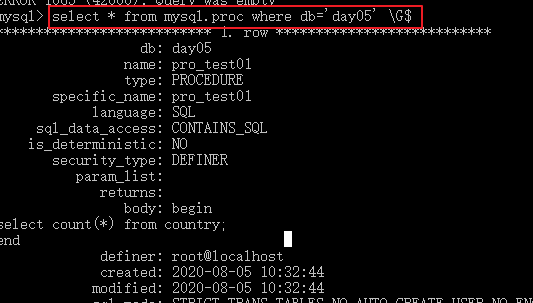 ERROR 1065 (42000): Query was empty
mysql> select * from mysql.proc where db='day05' \G$
*************************** 1. row ***************************
db: day05
name: pro_test01
type: PROCEDURE
specific_name: pro_test01
language: SQL
sql_data_access: CONTAINS_SQL
is_deterministic: NO
security_type: DEFINER
param_list:
returns:
body: begin
select count(*) from country;
end
definer: root@localhost
created: 2020-08-05 10:32:44
modified: 2020-08-05 10:32:44
sql_mode: STRICT_TRANS_TABLES,NO_AUTO_CREATE_USER,NO_EN